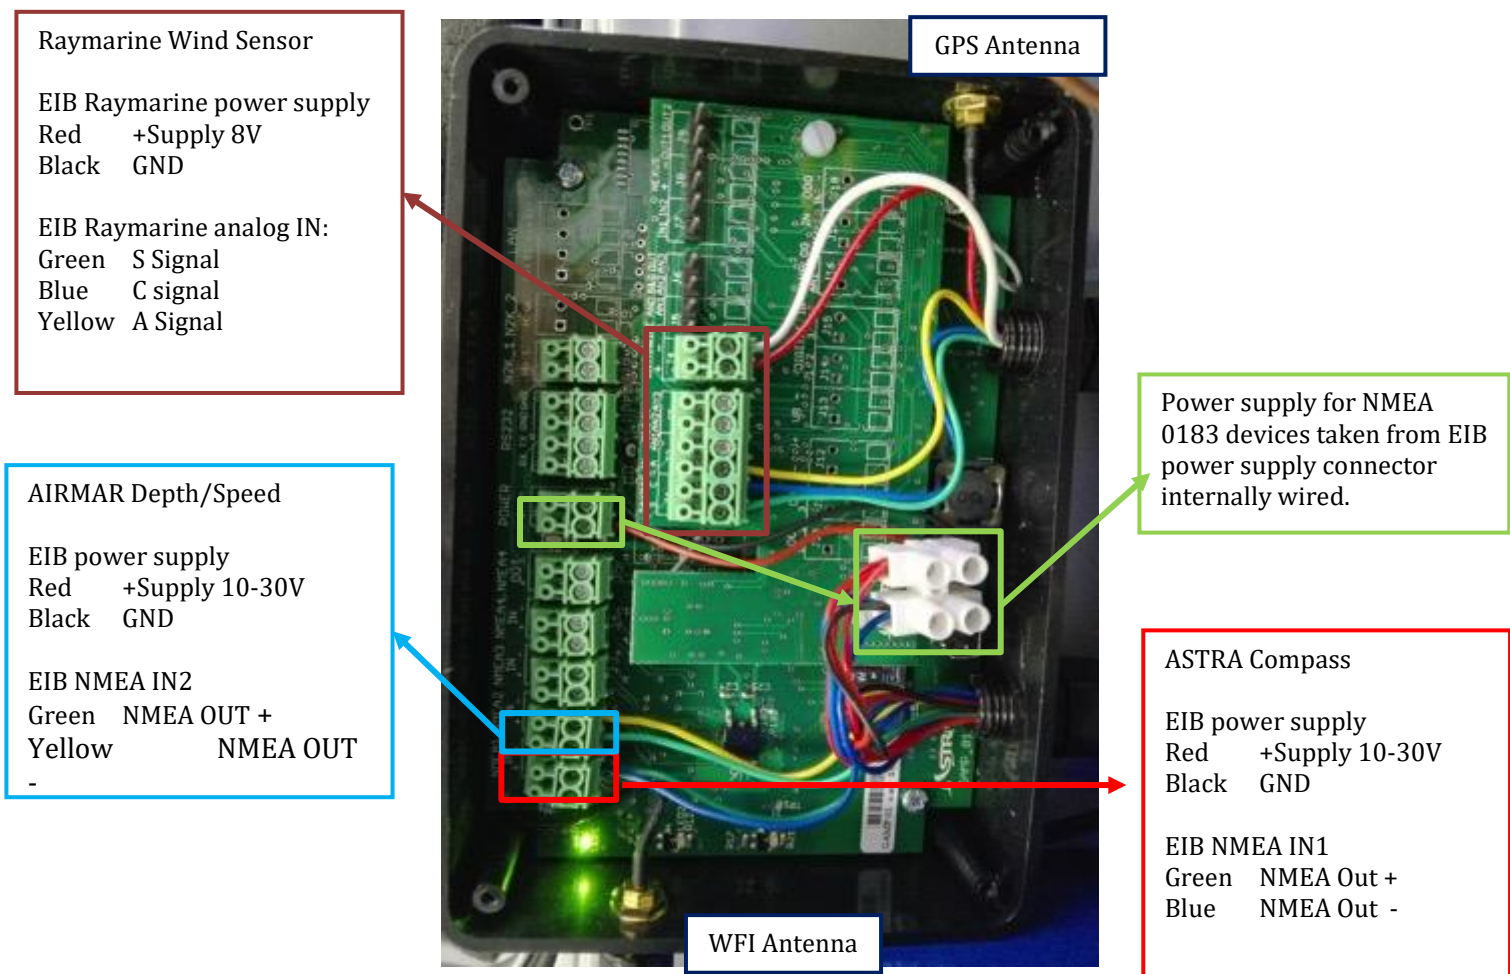 Raymarine Wind Sensor
EIB Raymarine power supply
Red +Supply 8V
Black GND
EIB Raymarine analog IN:
Green S Signal
Blue C signal
Yellow A Signal
GPS Antenna
AIRMAR Depth/Speed
EIB power supply
Red +Supply 10-30V
Black GND
EIB NMEA IN2
Green NMEA OUT +
Yellow NMEA OUT
-
Power supply for NMEA
0183 devices taken from EIB
power supply connector
internally wired.
ASTRA Compass
EIB power supply
Red +Supply 10-30V
Black GND
EIB NMEA IN1
Green NMEA Out +
Blue NMEA Out -
WFI Antenna
RS232
POWER